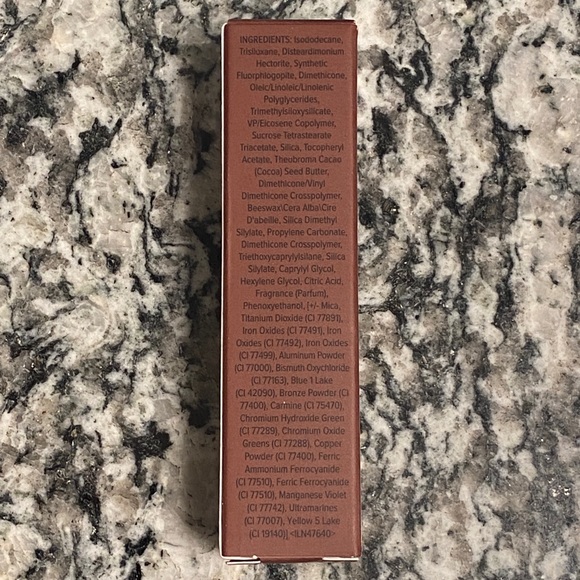 INGREDIENTS: Isododecane,
Trisiloxane, Disteardimonium
Hectorite, Synthetic
Fluorphlogopite, Dimethicone,
Oleic/Linoleic/Linolenic
Polyglycerides,
Trimethylsiloxysilicate,
VP/Eicosene Copolymer,
Sucrose Tetrastearate
Triacetate, Silica, Tocopheryl
Acetate, Theobroma Cacao
(Cocoa) Seed Butter,
Dimethicone/Vinyl
Dimethicone Crosspolymer,
Beeswax\Cera Alba\Cire
D'abeille, Silica Dimethyl
Silylate, Propylene Carbonate,
Dimethicone Crosspolymer,
Triethoxycaprylylsilane, Silica
Silylate, Caprylyl Glycol,
Hexylene Glycol, Citric Acid,
Fragrance (Parfum),
Phenoxyethanol, [+/- Mica,
Titanium Dioxide (CI 77891),
Iron Oxides (CI 77491), Iron
Oxides (CI 77492), Iron Oxides
(CI 77499), Aluminum Powder
(CI 77000), Bismuth Oxychloride
(CI 77163), Blue 1 Lake
(CI 42090), Bronze Powder (CI
77400), Carmine (CI 75470),
Chromium Hydroxide Green
(CI 77289), Chromium Oxide
Greens (CI 77288), Copper
Powder (CI 77400), Ferric
Ammonium Ferrocyanide
(CI 77510), Ferric Ferrocyanide
(CI 77510), Manganese Violet
(CI 77742), Ultramarines
(CI 77007), Yellow 5 Lake
(CI 19140)] <ILN47640>